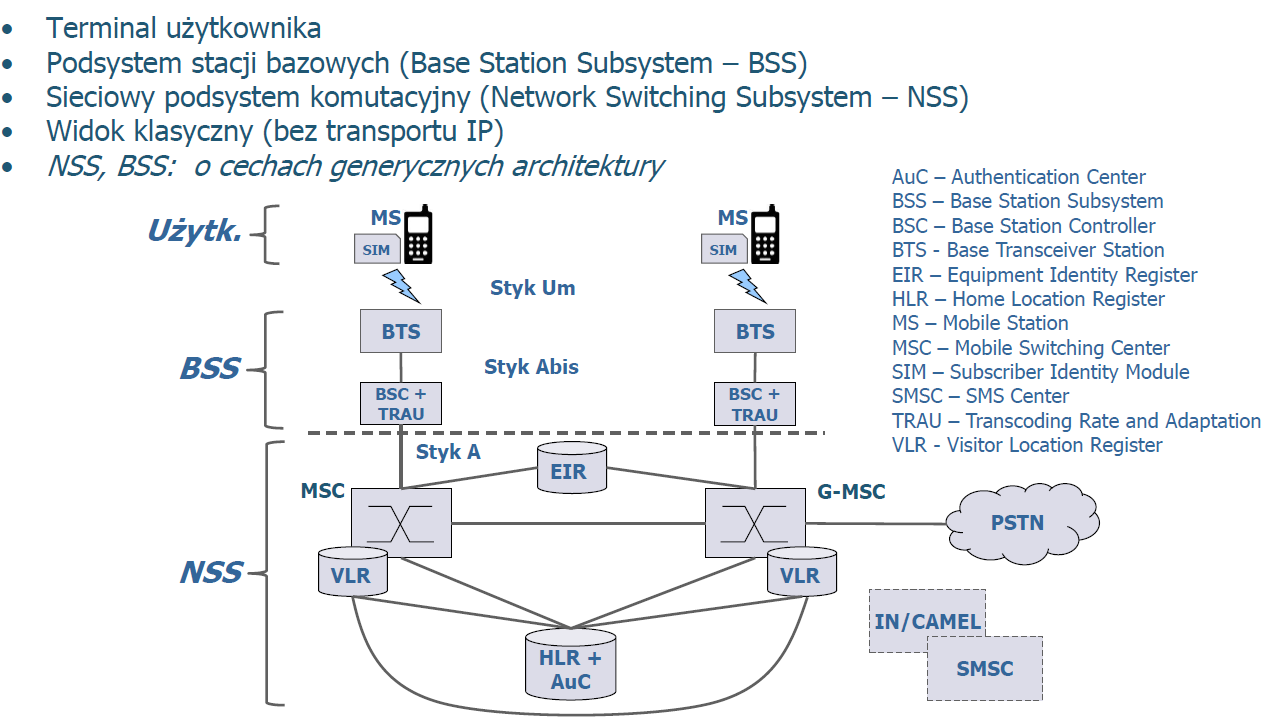 • Terminal użytkownika
• Podsystem stacji bazowych (Base Station Subsystem – BSS)
• Sieciowy podsystem komutacyjny (Network Switching Subsystem – NSS)
• Widok klasyczny (bez transportu IP)
• NSS, BSS: o cechach generycznych architektury
AuC – Authentication Center
BSS – Base Station Subsystem
BSC – Base Station Controller
BTS - Base Transceiver Station
EIR – Equipment Identity Register
HLR – Home Location Register
MS – Mobile Station
MSC – Mobile Switching Center
SIM – Subscriber Identity Module
SMSC – SMS Center
TRAU – Transcoding Rate and Adaptation
VLR - Visitor Location Register
Użytk.
MS
SIM
MS
SIM
Styk Um
BSS
BTS
BTS
Styk Abis
BSC +
TRAU
BSC +
TRAU
Styk A
EIR
MSC
G-MSC
PSTN
NSS
VLR
VLR
HLR +
AuC
IN/CAMEL
SMSC